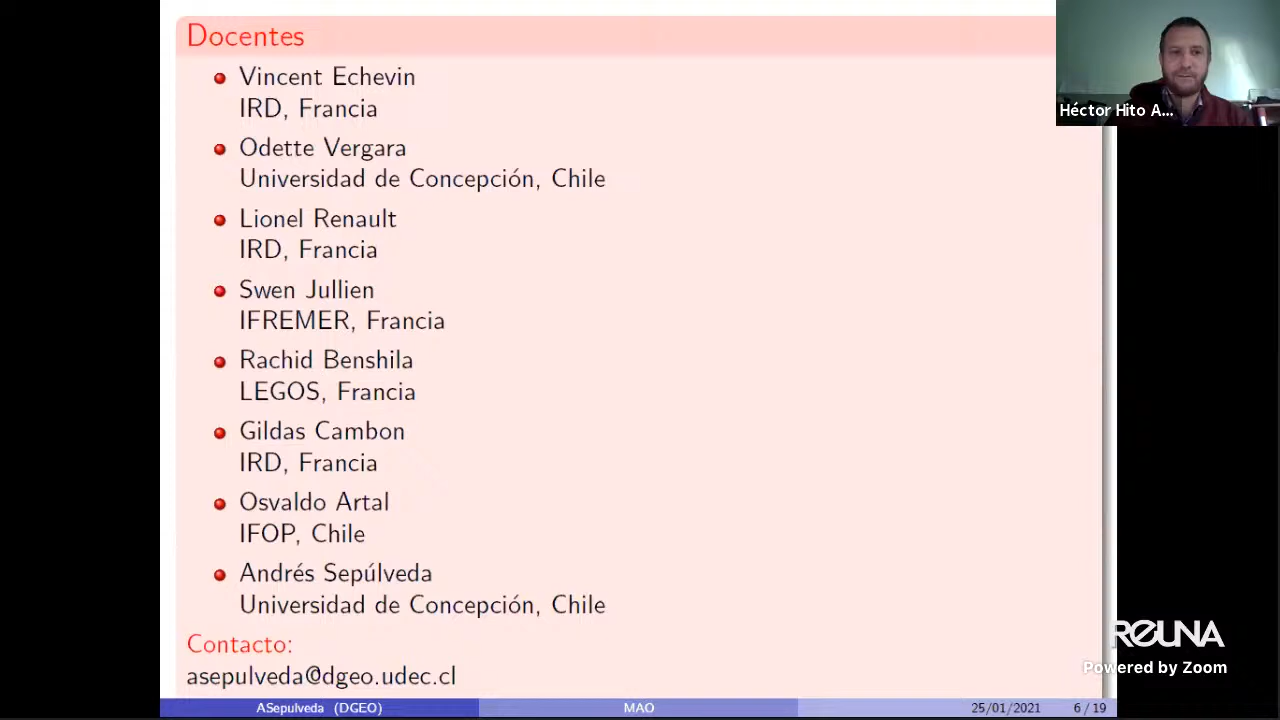 Docentes
Vincent Echevin
IRD, Francia
Odette Vergara
Universidad de Concepción, Chile
Lionel Renault
IRD, Francia
Swen Jullien
IFREMER, Francia
Rachid Benshila
LEGOS, Francia
Gildas Cambon
IRD, Francia
Osvaldo Artal
IFOP, Chile
Andrés Sepúlveda
Universidad de Concepción, Chile
Contacto:
asepulveda@dgeo.udec.cl
ASepulveda (DGEO)
MAO
25/01/2021
6 / 19
Héctor Hito A...
REUNA
Powered by Zoom